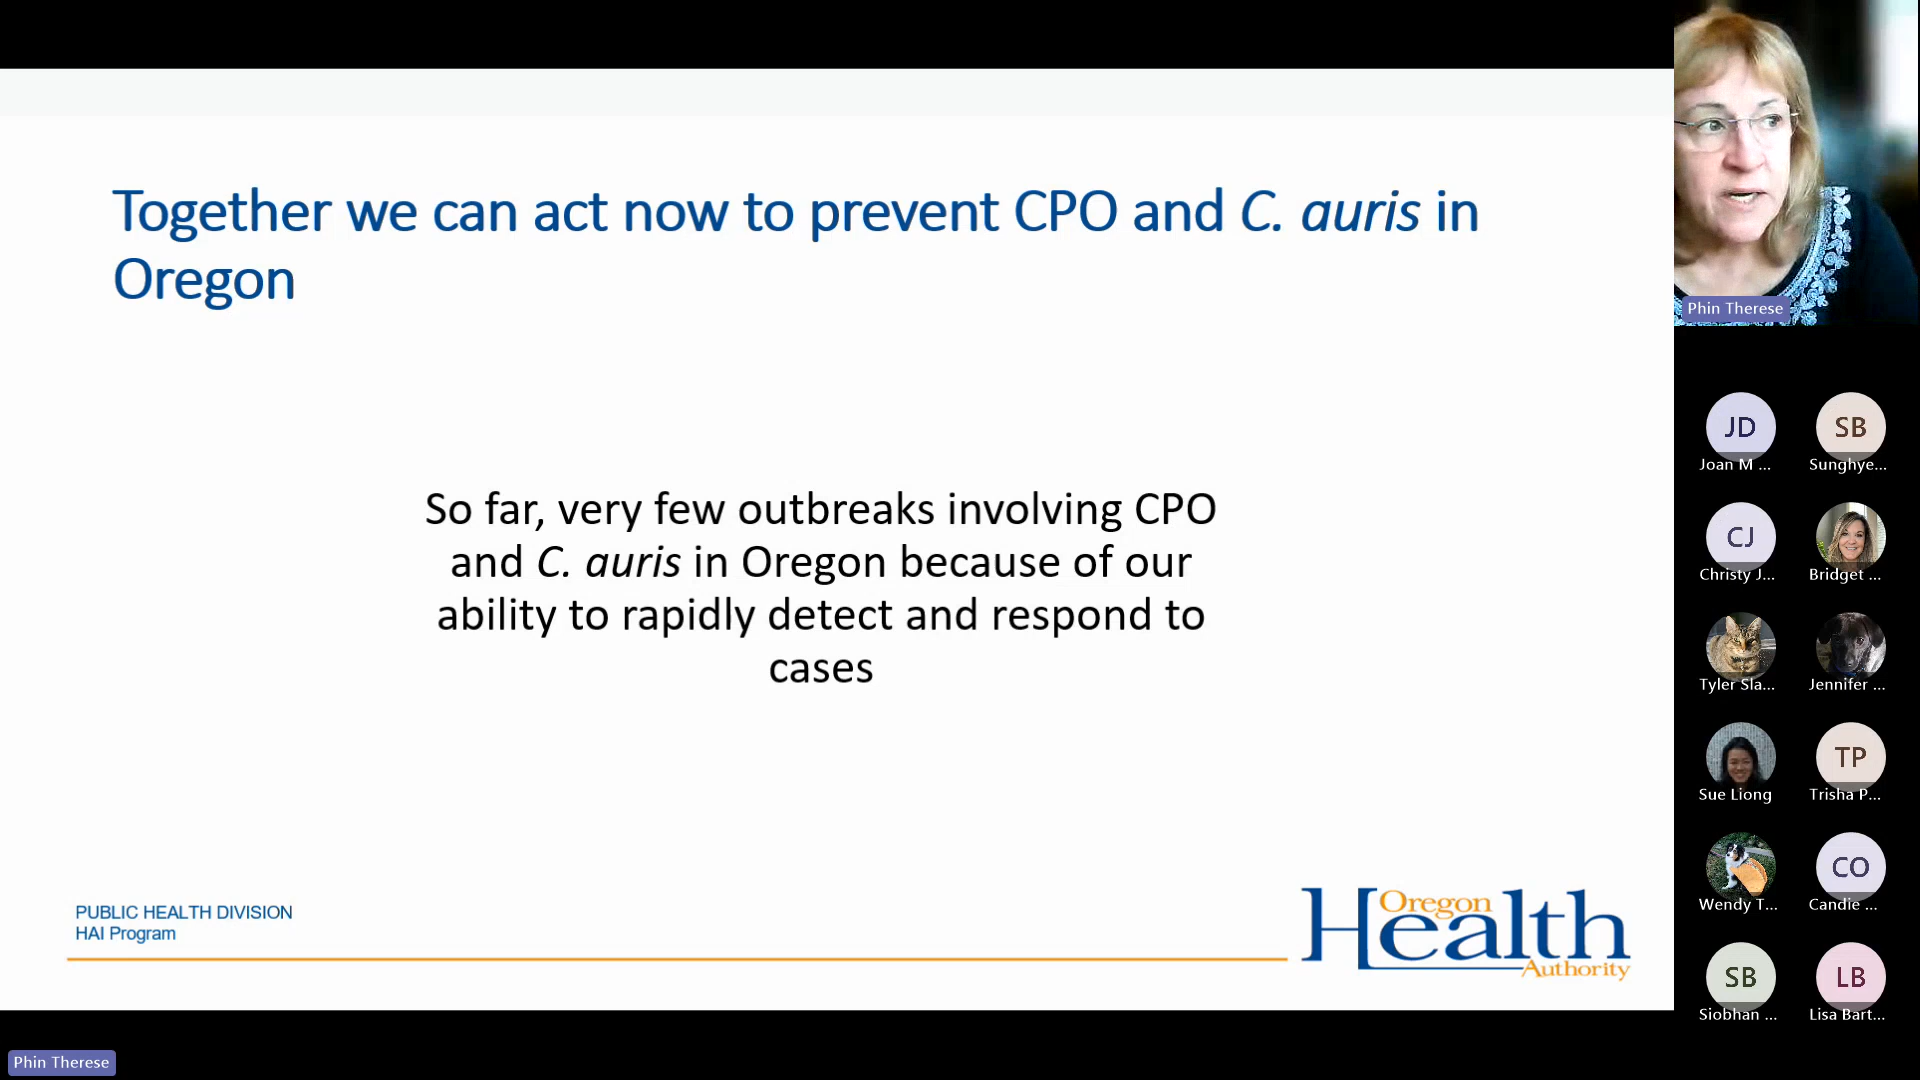 Together we can act now to prevent CPO and C. auris in
Oregon
So far, very few outbreaks involving CPO
and C. auris in Oregon because of our
ability to rapidly detect and respond to
cases
PUBLIC HEALTH DIVISION
HAI Program
Oregon
Health
Authority
Phin Therese
JD
Joan M ...
SB
Sunghye...
CJ
Christy J...
Bridget ...
Tyler Sla...
Jennifer ...
Sue Liong
TP
Trisha P...
Wendy T...
CO
Candie ...
SB
Siobhan ...
LB
Lisa Bart...
Phin Therese